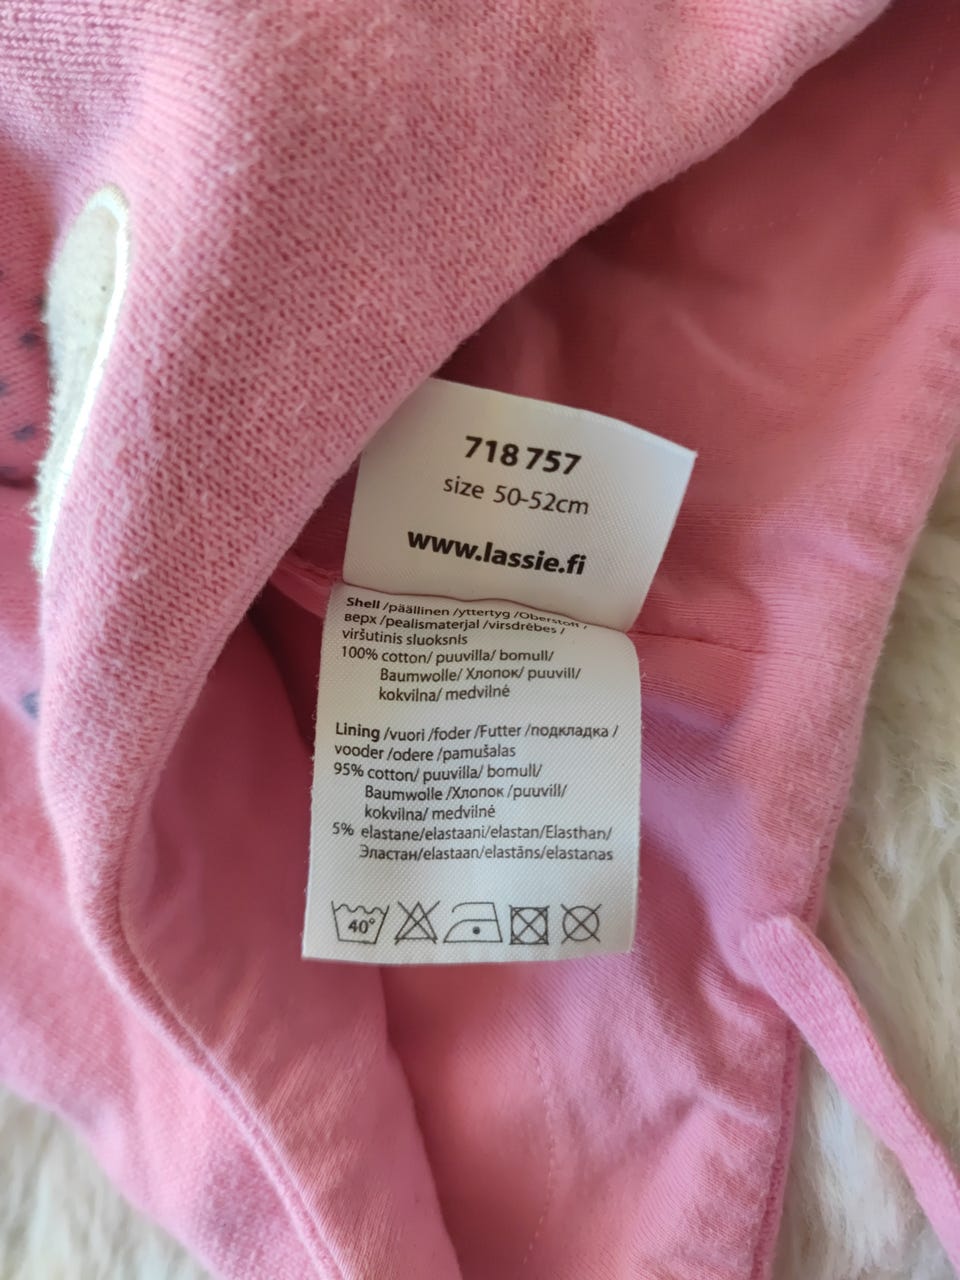 718 757
size 50-52cm
www.lassie.fi
Shell /päällinen /yttertyg /Oberstoff /
верх /pealismaterjal /virsdrēbes /
viršutinis sluoksnis
100% cotton/ puuvilla/ bomull/
Baumwolle/ Хлопок/ puuvill/
kokvilna/ medvilnė
Lining /vuori /foder /Futter /подкладка /
vooder /odere /pamušalas
95% cotton/ puuvilla/ bomull/
Baumwolle /Хлопок /puuvill/
kokvilna/ medvilnė
5% elastane/elastaani/elastan/Elasthan/
Эластан/elastaan/elastāns/elastanas
40°